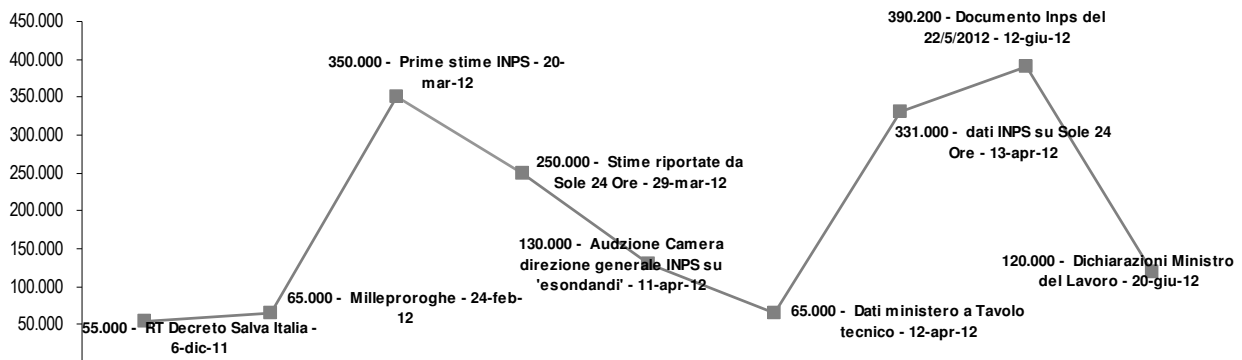 450.000
400.000
350.000
300.000
250.000
200.000
150.000
100.000
50.000
55.000 - RT Decreto Salva Italia -
6-dic-11
65.000 - Milleproroghe - 24-feb-
12
350.000 - Prime stime INPS - 20-
mar-12
250.000 - Stime riportate da
Sole 24 Ore - 29-mar-12
130.000 - Audzione Camera
direzione generale INPS su
'esondandi' - 11-apr-12
65.000 - Dati ministero a Tavolo
tecnico - 12-apr-12
331.000 - dati INPS su Sole 24
Ore - 13-apr-12
390.200 - Documento Inps del
22/5/2012 - 12-giu-12
120.000 - Dichiarazioni Ministro
del Lavoro - 20-giu-12